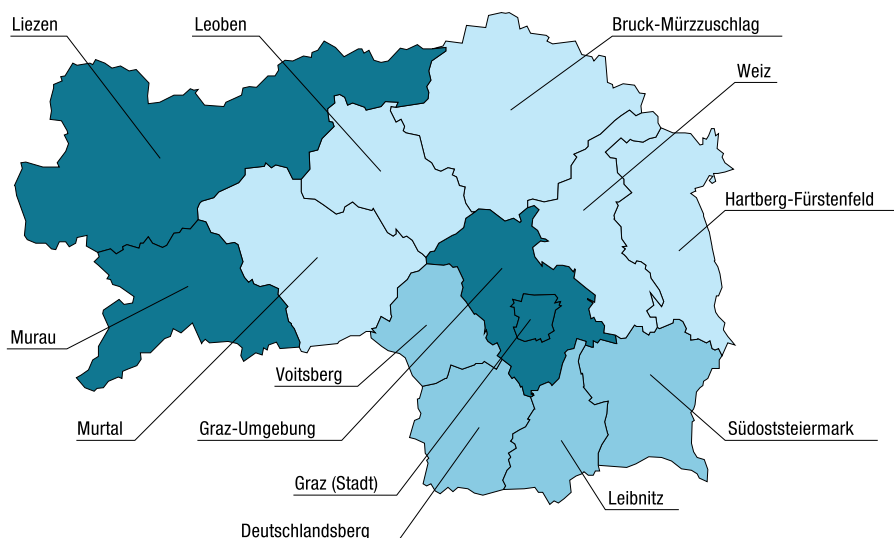 Liezen
Leoben
Bruck-Mürzzuschlag
Weiz
Hartberg-Fürstenfeld
Murau
Voitsberg
Murtal
Graz-Umgebung
Südoststeiermark
Graz (Stadt)
Leibnitz
Deutschlandsberg